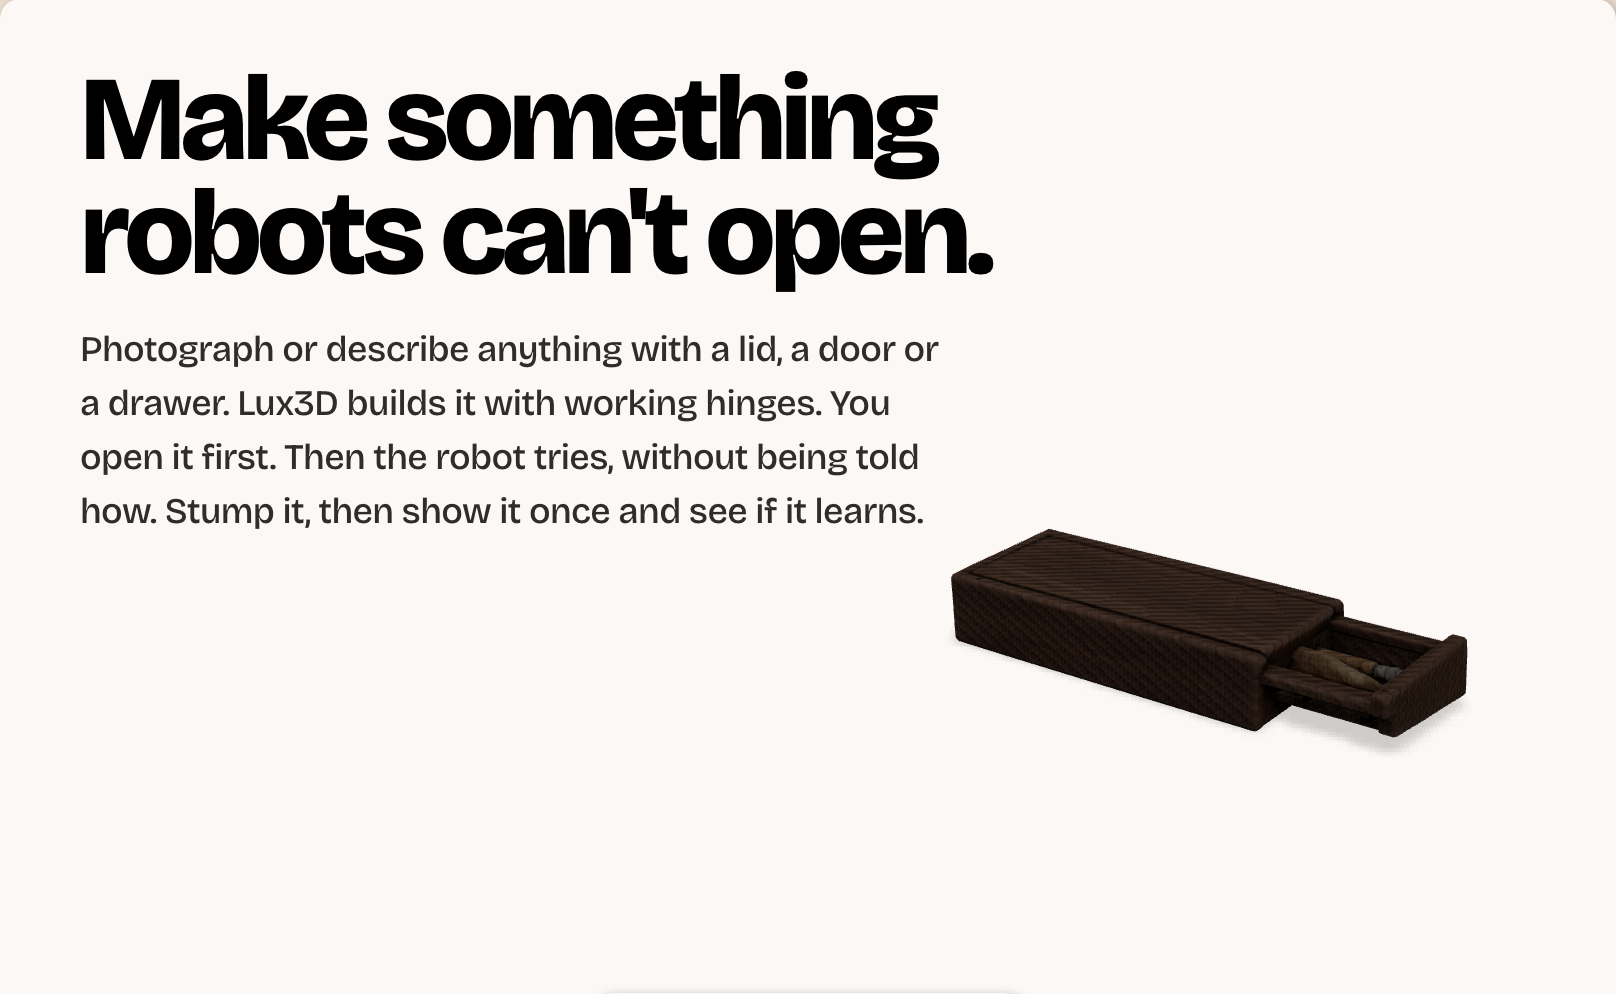 Make something
robots can't open.
Photograph or describe anything with a lid, a door or
a drawer. Lux3D builds it with working hinges. You
open it first. Then the robot tries, without being told
how. Stump it, then show it once and see if it learns.